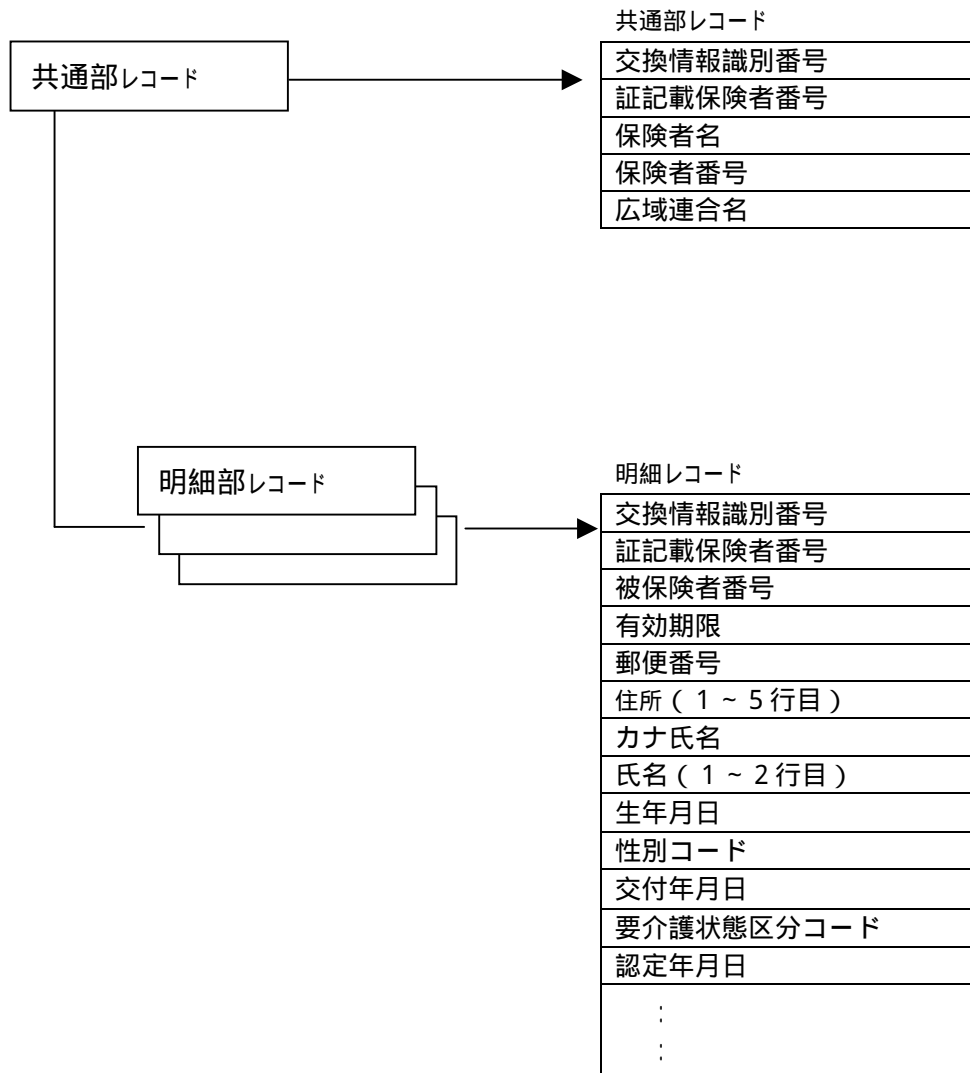 共通部レコード
共通部レコード
交換情報識別番号
証記載保険者番号
保険者名
保険者番号
広域連合名
明細部レコード
明細レコード
交換情報識別番号
証記載保険者番号
被保険者番号
有効期限
郵便番号
住所(1~5行目)
カナ氏名
氏名(1~2行目)
生年月日
性別コード
交付年月日
要介護状態区分コード
認定年月日
:
: